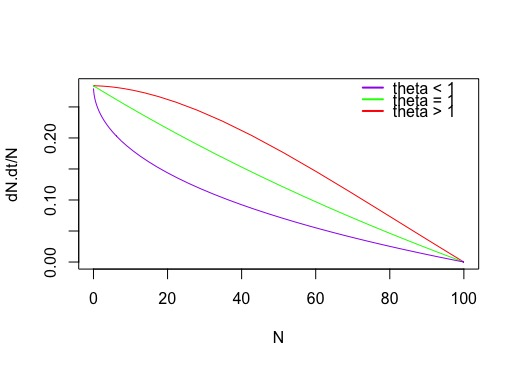 theta < 1
theta = 1
theta > 1
dN.dt/N
0.20
0.10
0.00
0 20 40 60 80 100
N